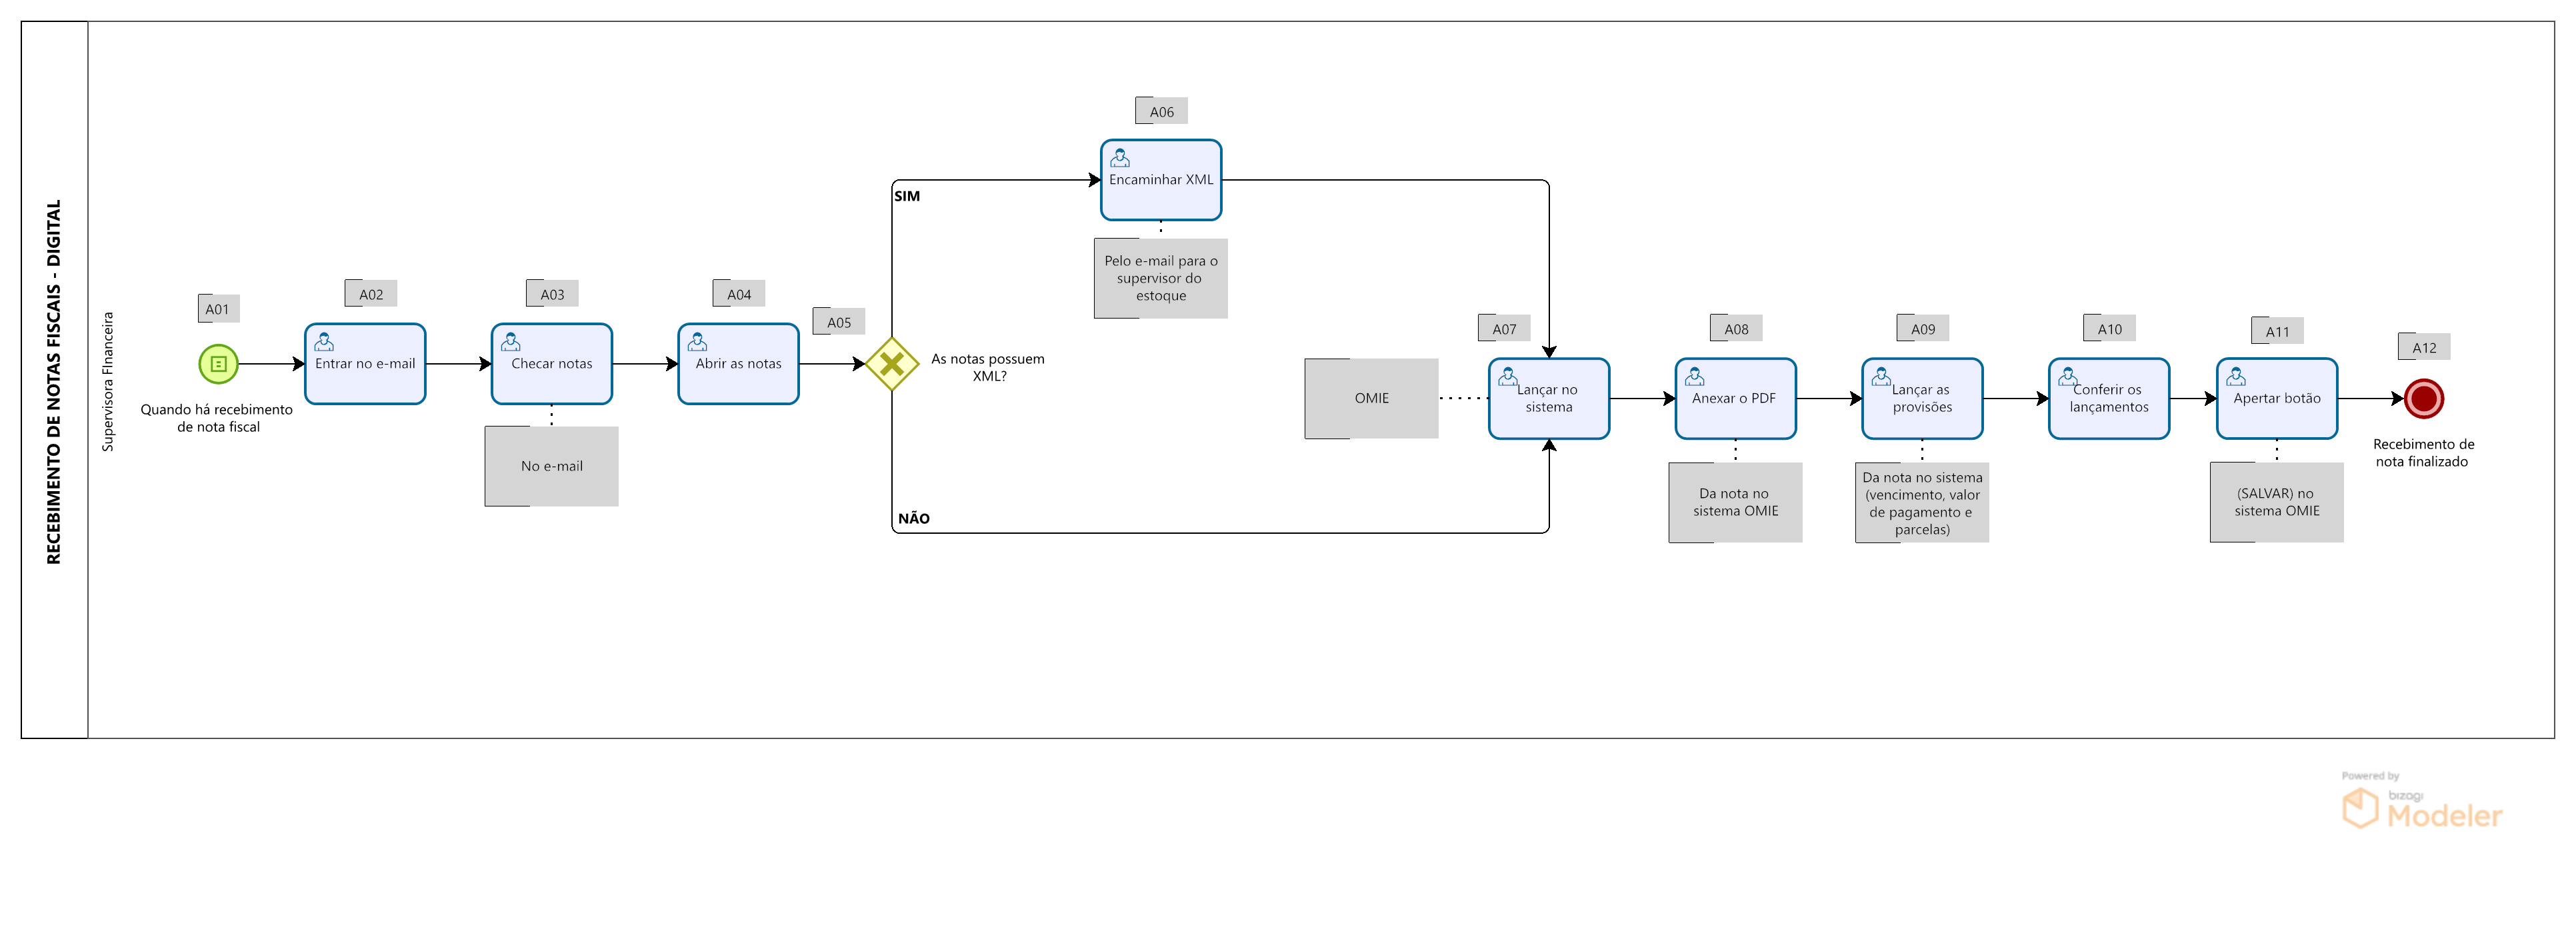 RECEBIMENTO DE NOTAS FISCAIS - DIGITAL
Supervisora FInanceira
A01
Quando há recebimento
de nota fiscal
A02
Entrar no e-mail
A03
Checar notas
No e-mail
A04
Abrir as notas
A05
As notas possuem
XML?
SIM
NÃO
A06
Encaminhar XML
Pelo e-mail para o
supervisor do
estoque
OMIE
A07
Lançar no
sistema
A08
Anexar o PDF
Da nota no
sistema OMIE
A09
Lançar as
provisões
Da nota no sistema
(vencimento, valor
de pagamento e
parcelas)
A10
Conferir os
lançamentos
A11
Apertar botão
(SALVAR) no
sistema OMIE
A12
Recebimento de
nota finalizado
Powered by
bizagi
Modeler